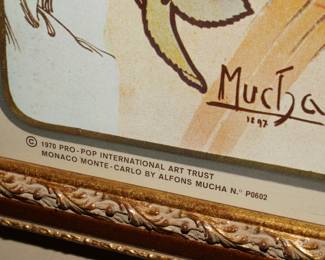 Mucha
1897
© 1970 PRO-POP INTERNATIONAL ART TRUST
MONACO MONTE-CARLO BY ALFONS MUCHA N.º P0602